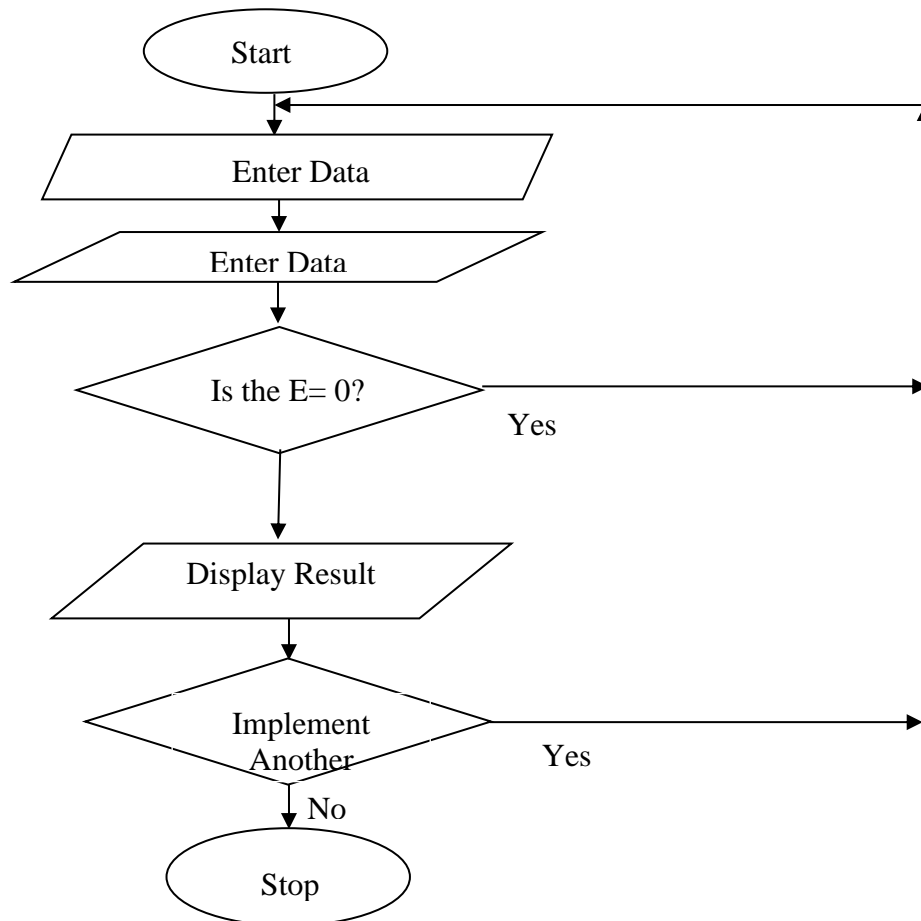 Start
Enter Data
Enter Data
Is the E= 0?
Yes
Display Result
Implement
Another
Yes
No
Stop